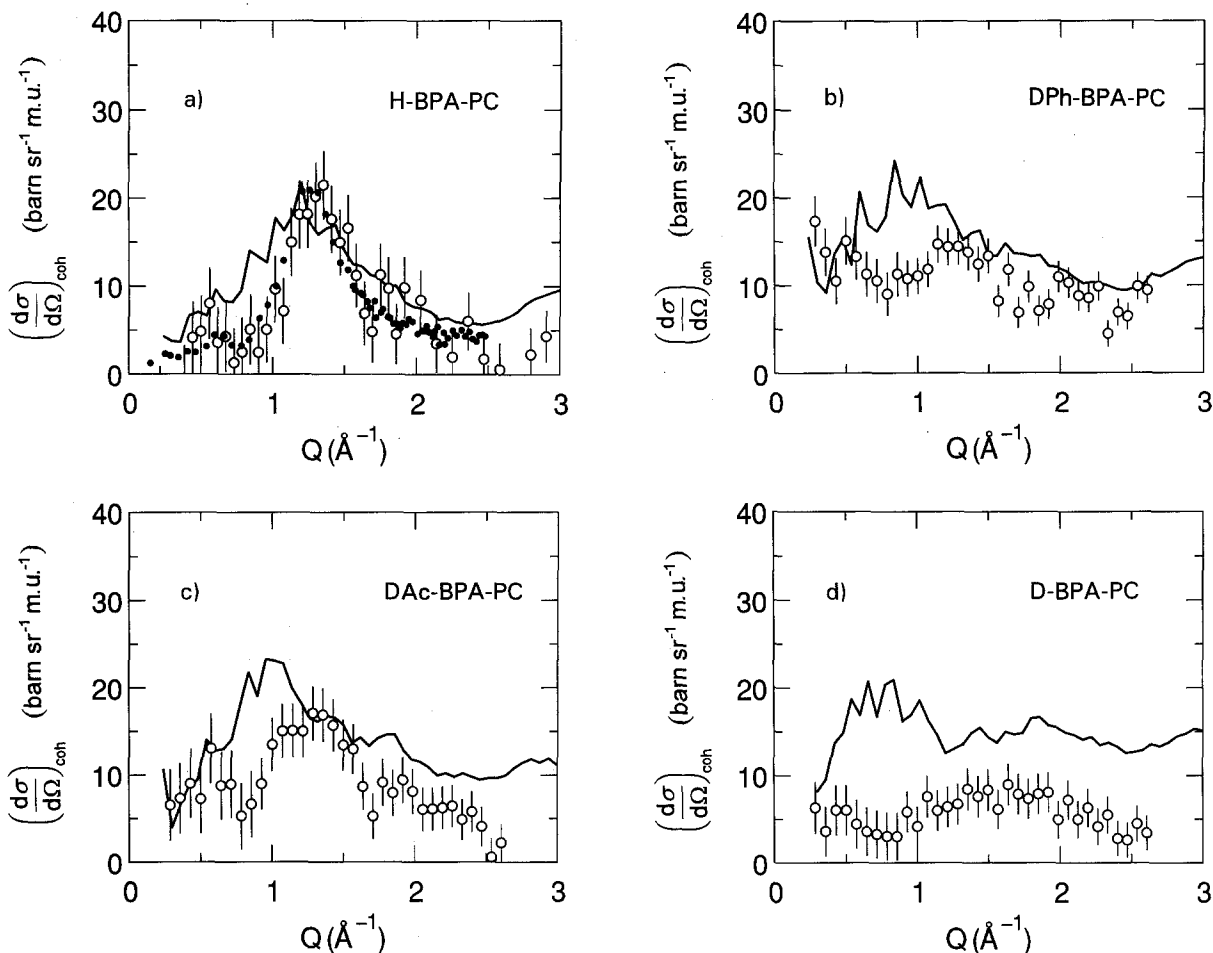 40
30
20
10
0
(dσ/dΩ)coh (barn sr⁻¹ m.u.⁻¹)
a) H-BPA-PC
0 1 2 3
Q (Å⁻¹)
40
30
20
10
0
(dσ/dΩ)coh (barn sr⁻¹ m.u.⁻¹)
b) DPh-BPA-PC
0 1 2 3
Q (Å⁻¹)
40
30
20
10
0
(dσ/dΩ)coh (barn sr⁻¹ m.u.⁻¹)
c) DAc-BPA-PC
0 1 2 3
Q (Å⁻¹)
40
30
20
10
0
(dσ/dΩ)coh (barn sr⁻¹ m.u.⁻¹)
d) D-BPA-PC
0 1 2 3
Q (Å⁻¹)